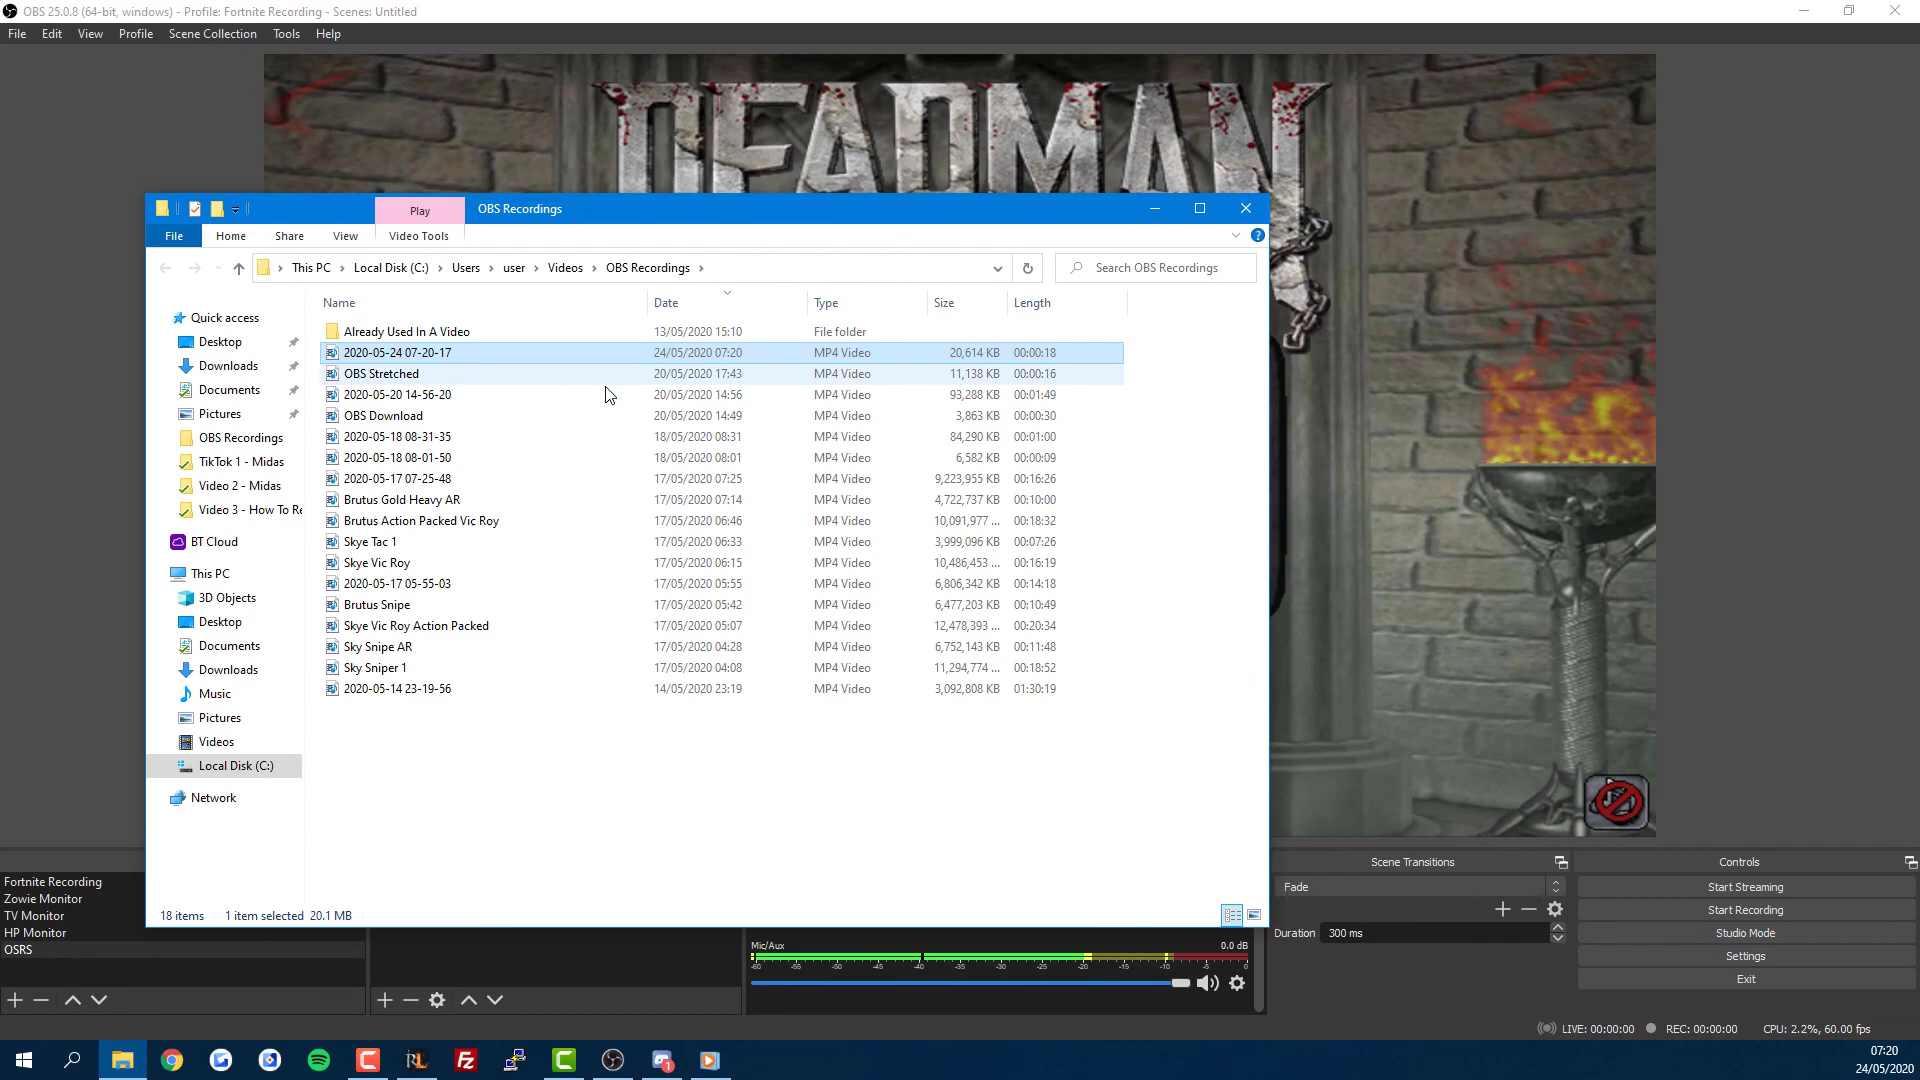 OBS 25.0.8 (64-bit, windows) - Profile: Fortnite Recording - Scenes: Untitled
File Edit View Profile Scene Collection Tools Help
DEADMAN
Play OBS Recordings
File Home Share View Video Tools
This PC › Local Disk (C:) › Users › user › Videos › OBS Recordings ›
Search OBS Recordings
Name Date Type Size Length
Already Used In A Video 13/05/2020 15:10 File folder
2020-05-24 07-20-17 24/05/2020 07:20 MP4 Video 20,614 KB 00:00:18
OBS Stretched 20/05/2020 17:43 MP4 Video 11,138 KB 00:00:16
2020-05-20 14-56-20 20/05/2020 14:56 MP4 Video 93,288 KB 00:01:49
OBS Download 20/05/2020 14:49 MP4 Video 3,863 KB 00:00:30
2020-05-18 08-31-35 18/05/2020 08:31 MP4 Video 84,290 KB 00:01:00
2020-05-18 08-01-50 18/05/2020 08:01 MP4 Video 6,582 KB 00:00:09
2020-05-17 07-25-48 17/05/2020 07:25 MP4 Video 9,223,955 KB 00:16:26
Brutus Gold Heavy AR 17/05/2020 07:14 MP4 Video 4,722,737 KB 00:10:00
Brutus Action Packed Vic Roy 17/05/2020 06:46 MP4 Video 10,091,977 ... 00:18:32
Skye Tac 1 17/05/2020 06:33 MP4 Video 3,999,096 KB 00:07:26
Skye Vic Roy 17/05/2020 06:15 MP4 Video 10,486,453 ... 00:16:19
2020-05-17 05-55-03 17/05/2020 05:55 MP4 Video 6,806,342 KB 00:14:18
Brutus Snipe 17/05/2020 05:42 MP4 Video 6,477,203 KB 00:10:49
Skye Vic Roy Action Packed 17/05/2020 05:07 MP4 Video 12,478,393 ... 00:20:34
Sky Snipe AR 17/05/2020 04:28 MP4 Video 6,752,143 KB 00:11:48
Sky Sniper 1 17/05/2020 04:08 MP4 Video 11,294,774 ... 00:18:52
2020-05-14 23-19-56 14/05/2020 23:19 MP4 Video 3,092,808 KB 01:30:19
Quick access
Desktop
Downloads
Documents
Pictures
OBS Recordings
TikTok 1 - Midas
Video 2 - Midas
Video 3 - How To Re
BT Cloud
This PC
3D Objects
Desktop
Documents
Downloads
Music
Pictures
Videos
Local Disk (C:)
Network
18 items 1 item selected 20.1 MB
Fortnite Recording
Zowie Monitor
TV Monitor
HP Monitor
OSRS
Mic/Aux 0.0 dB
-60 -55 -50 -45 -40 -35 -30 -25 -20 -15 -10 -5 0
Scene Transitions
Fade
Duration 300 ms
Controls
Start Streaming
Start Recording
Studio Mode
Settings
Exit
LIVE: 00:00:00 REC: 00:00:00 CPU: 2.2%, 60.00 fps
RL
Fz
1
07:20
24/05/2020